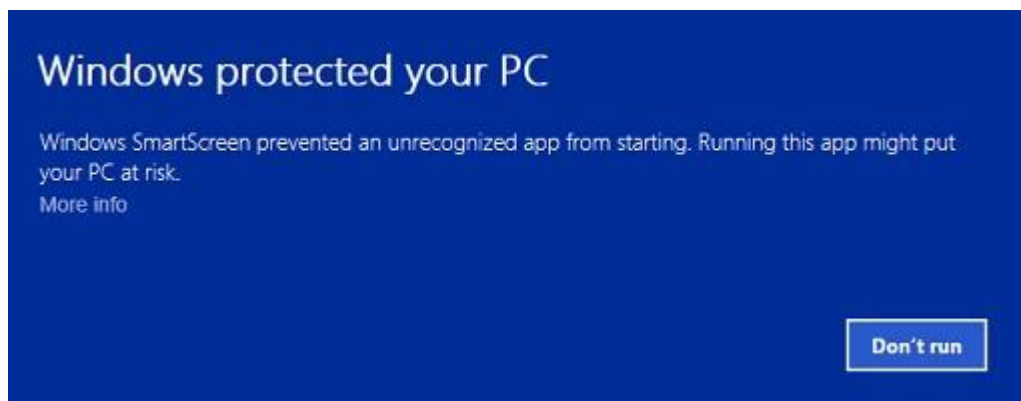 Windows protected your PC
Windows SmartScreen prevented an unrecognized app from starting. Running this app might put
your PC at risk.
More info
Don't run